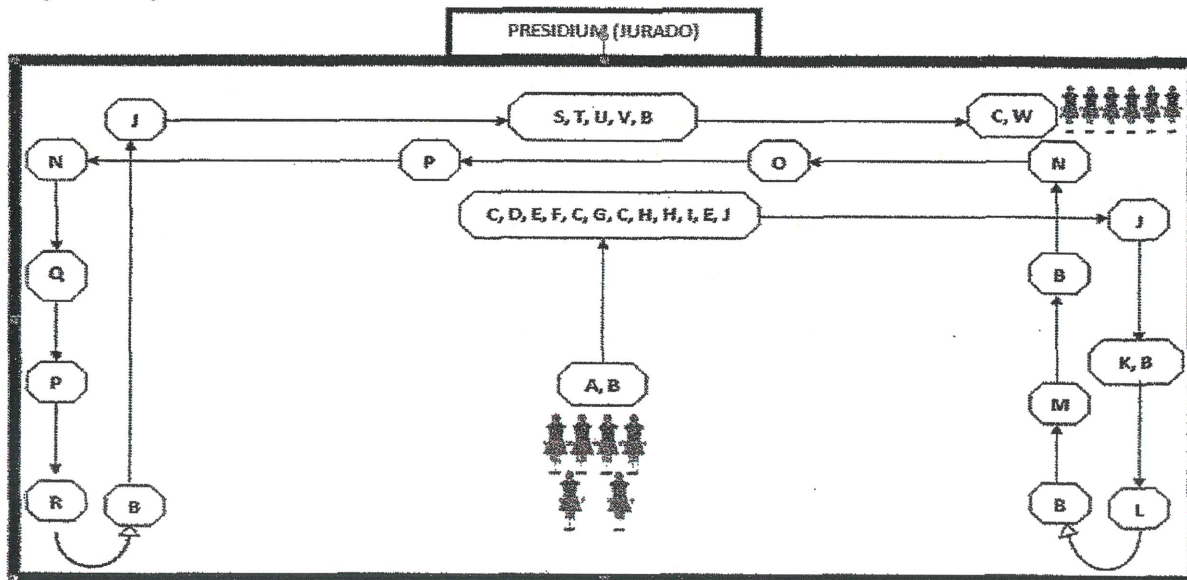 PRESIDIUM (JURADO)
J
S, T, U, V, B
C, W
N
P
O
N
C, D, E, F, C, G, C, H, H, I, E, J
J
Q
B
K, B
P
A, B
M
R
B
B
L